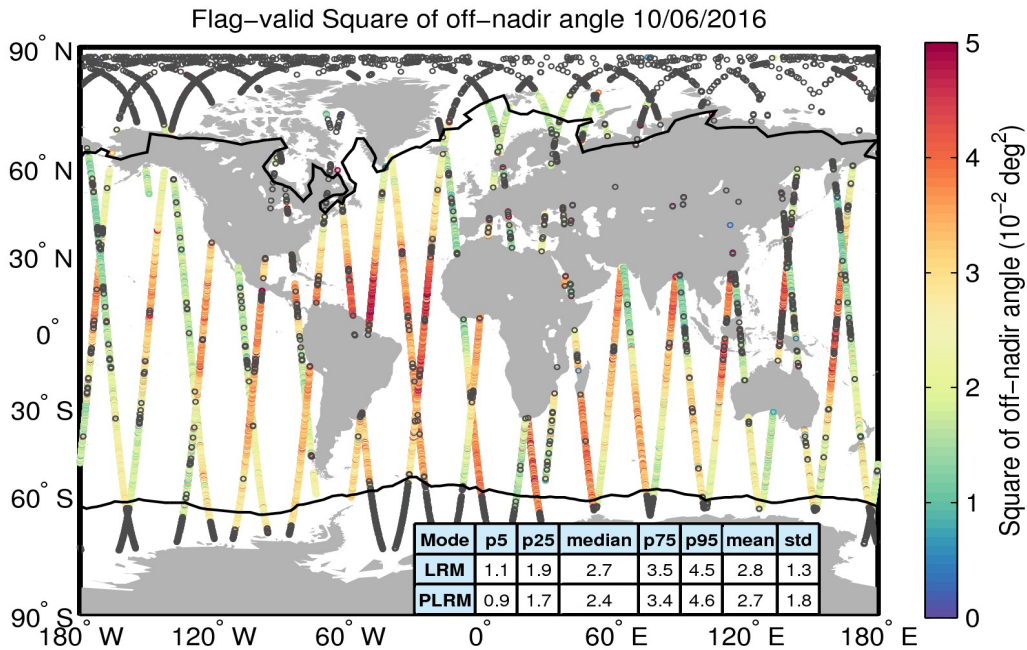 Flag−valid Square of off−nadir angle 10/06/2016
90° N
60° N
30° N
0°
30° S
60° S
90° S
180° W
120° W
60° W
0°
60° E
120° E
180° E
Mode p5 p25 median p75 p95 mean std
LRM 1.1 1.9 2.7 3.5 4.5 2.8 1.3
PLRM 0.9 1.7 2.4 3.4 4.6 2.7 1.8
5
4
3
2
1
0
Square of off−nadir angle (10⁻² deg²)